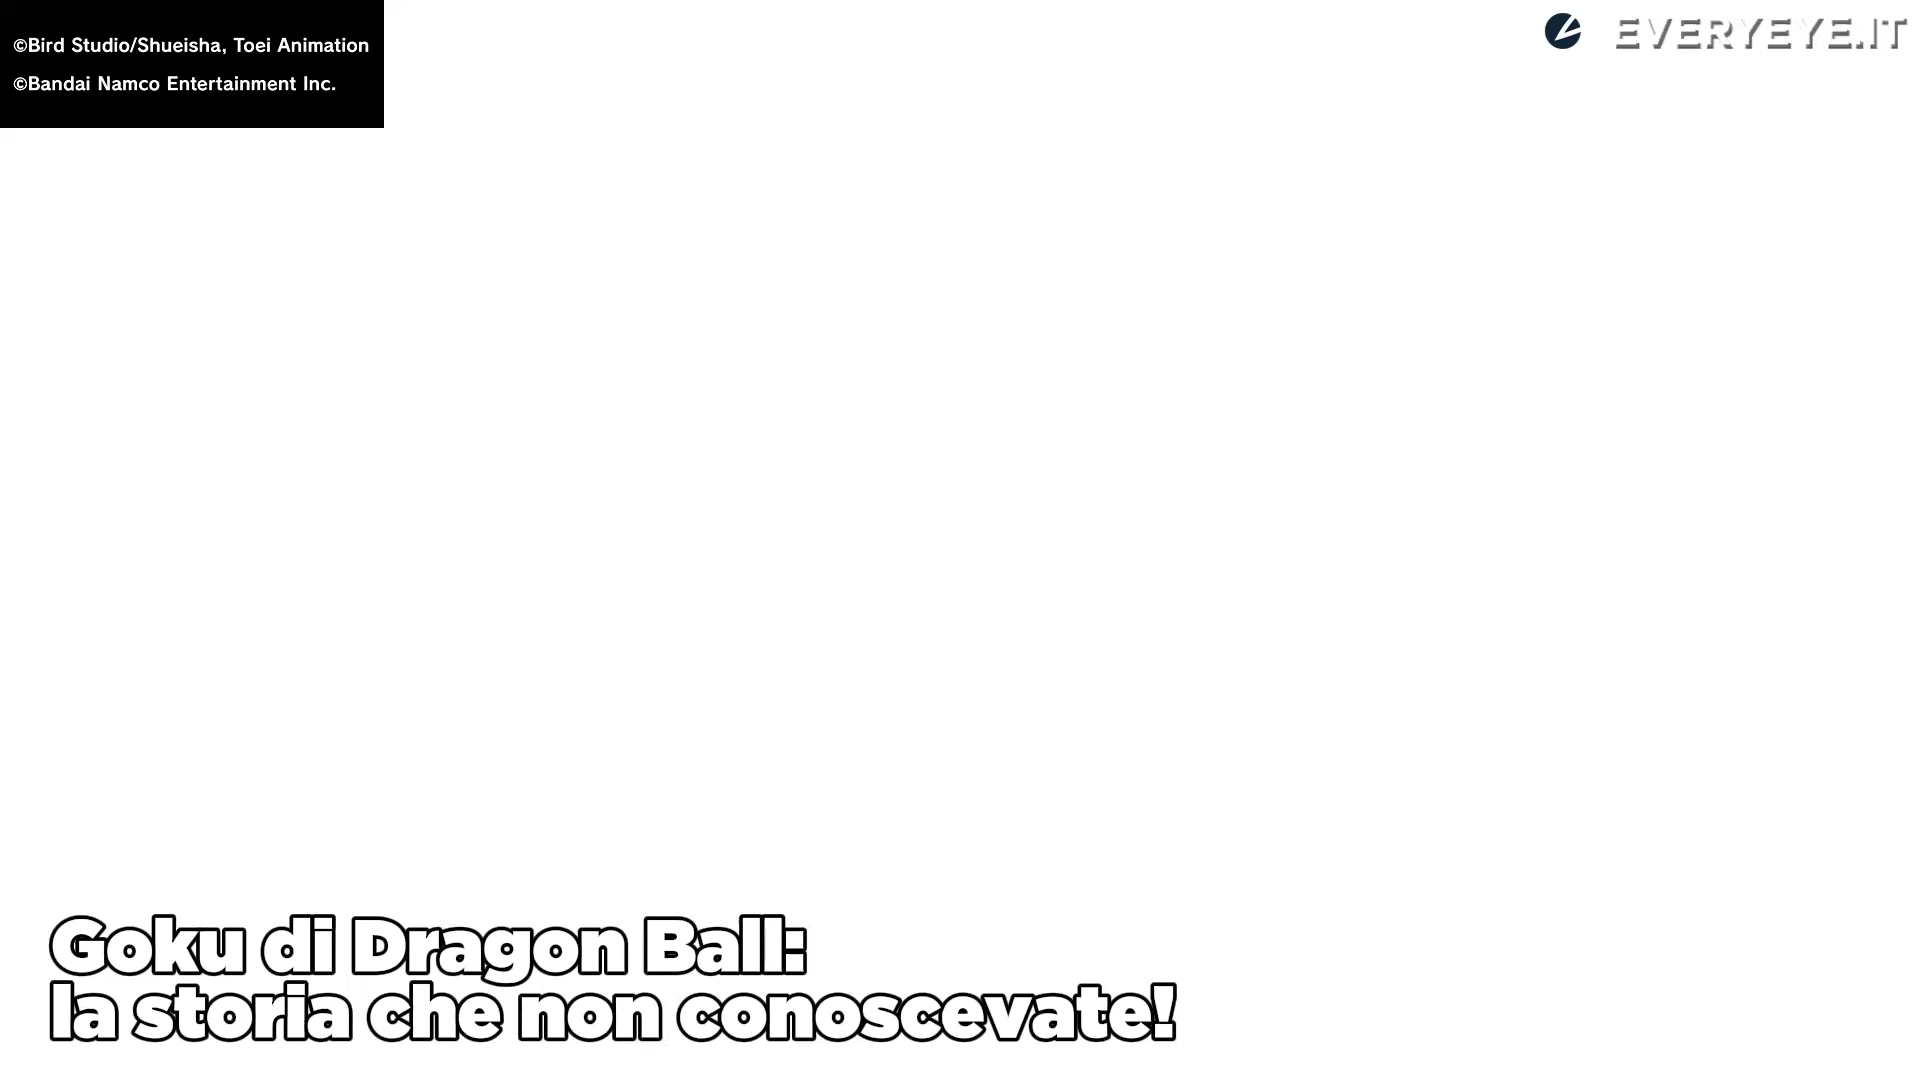 ©Bird Studio/Shueisha, Toei Animation
©Bandai Namco Entertainment Inc.
EVERYEYE.IT
Goku di Dragon Ball:
la storia che non conoscevate!